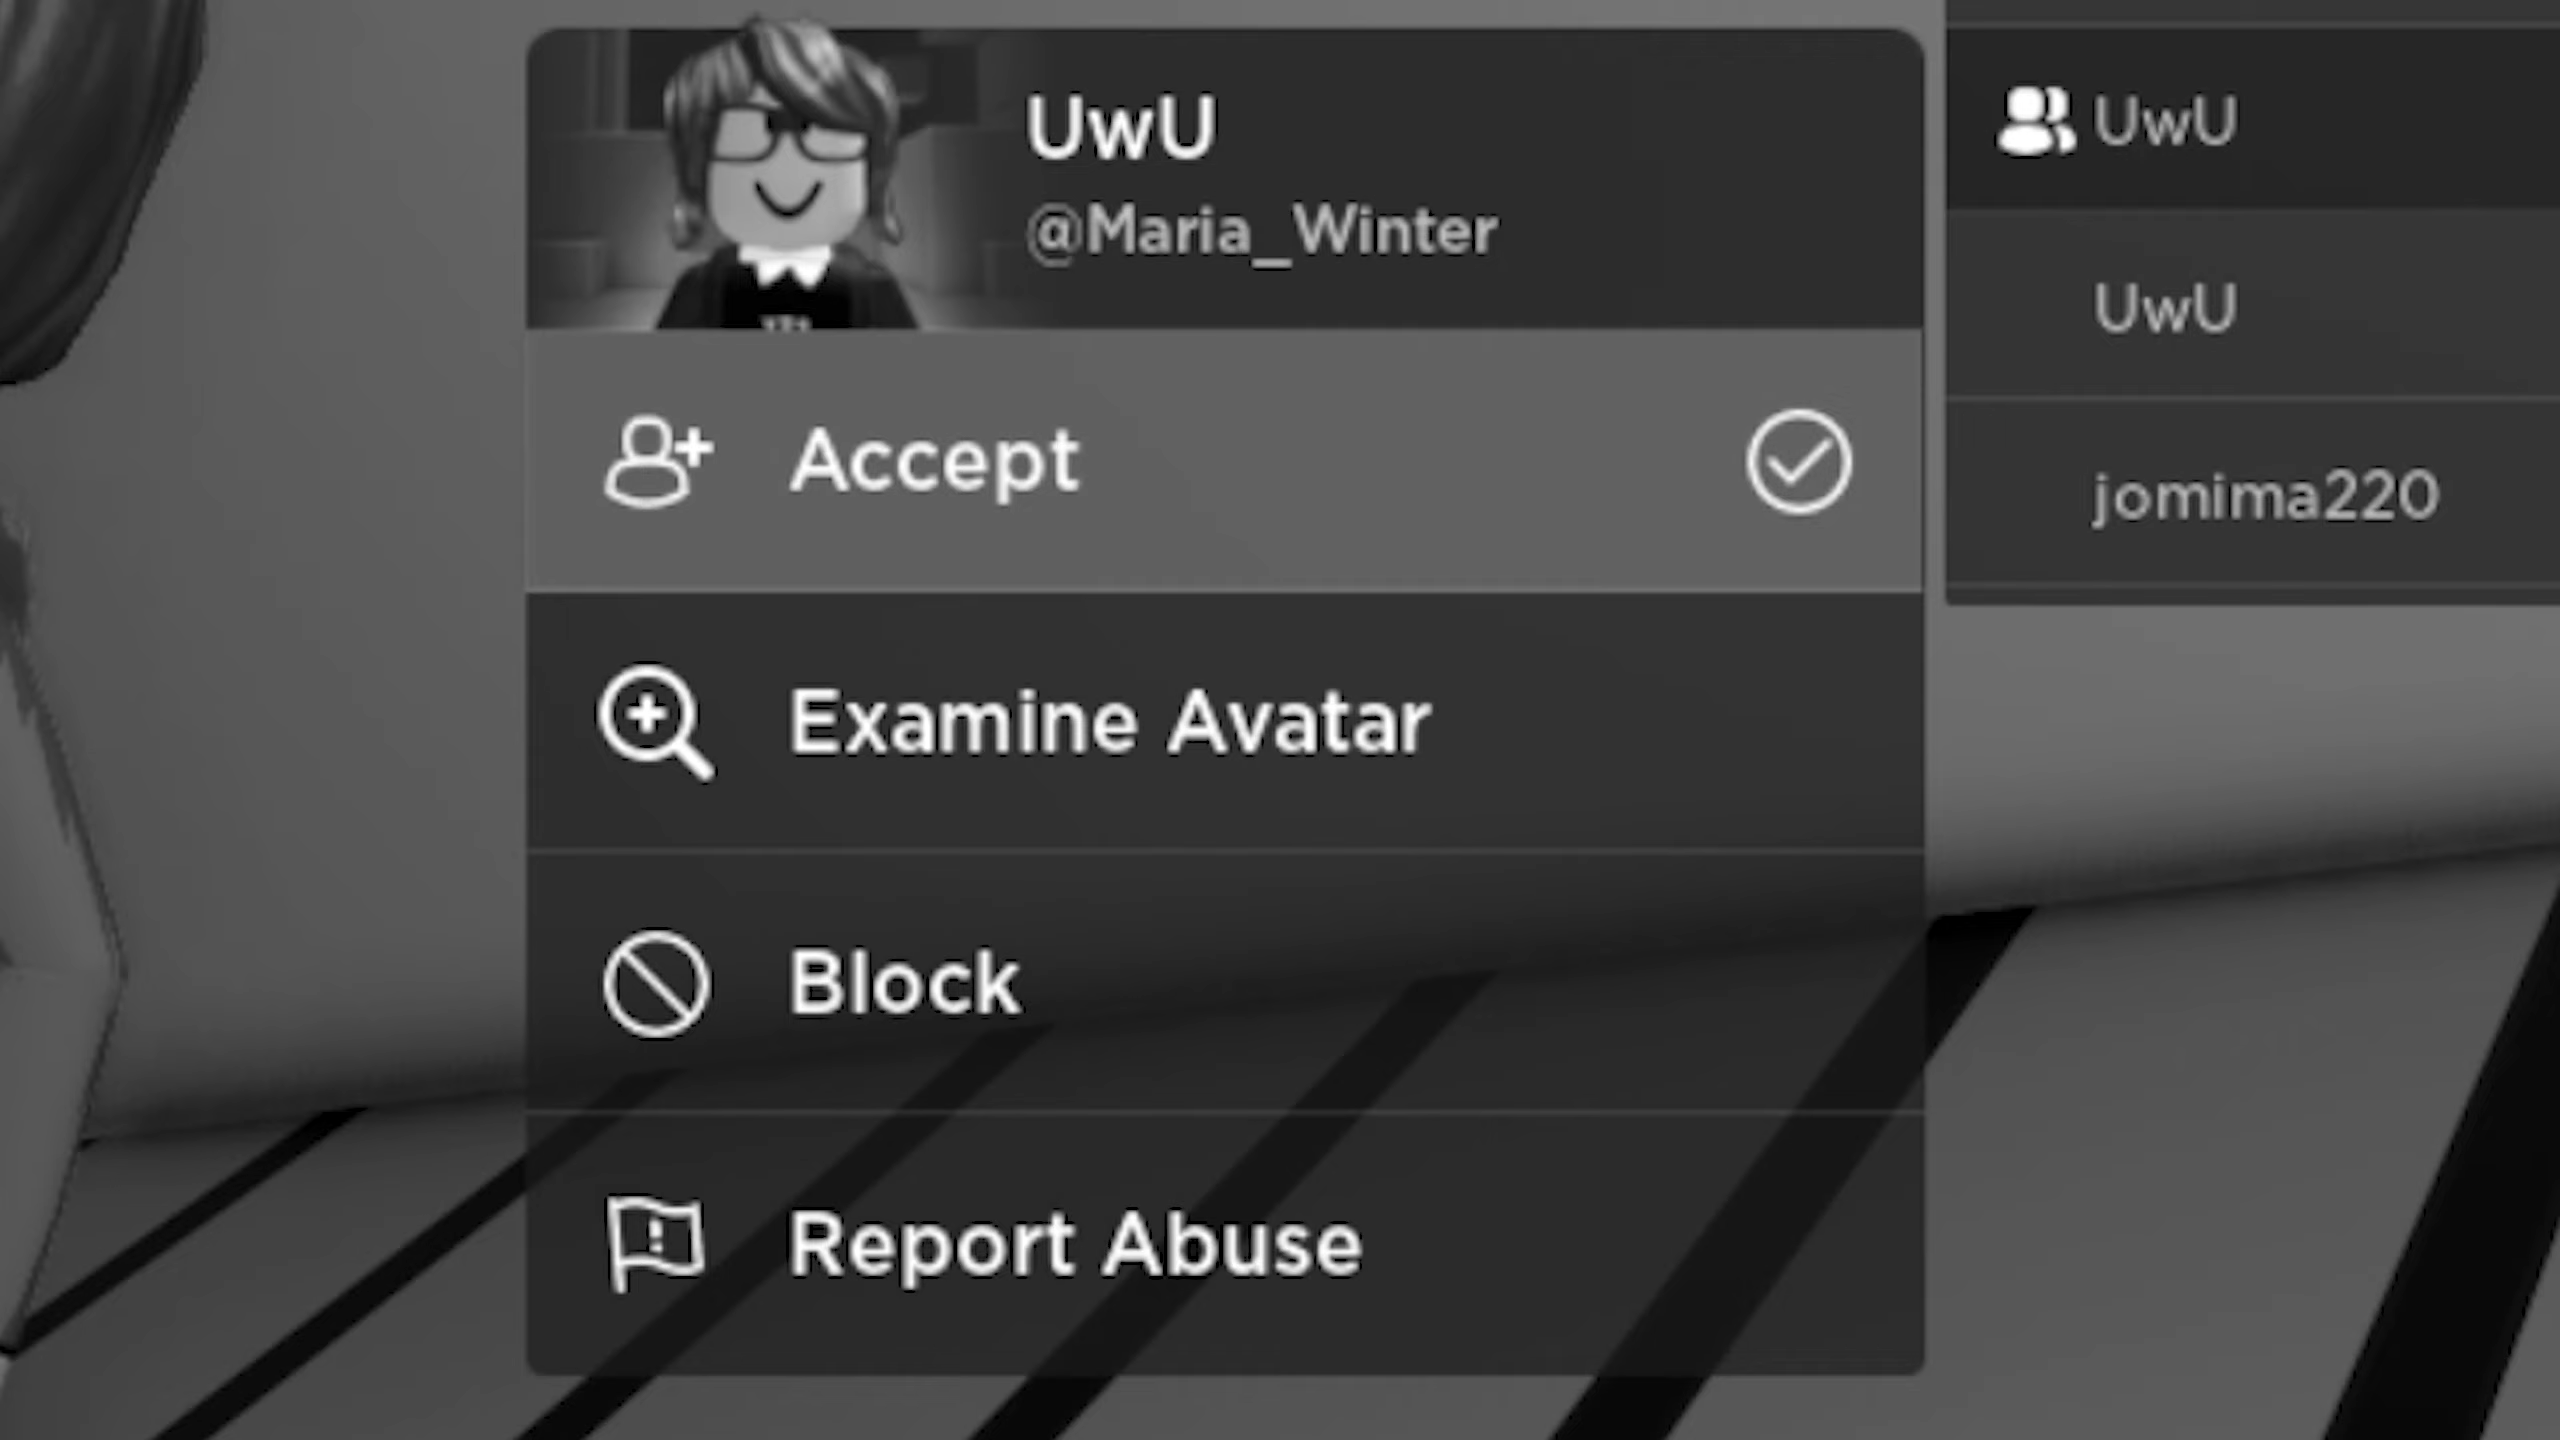 UwU
@Maria_Winter
Accept
Examine Avatar
Block
Report Abuse
UwU
UwU
jomima220